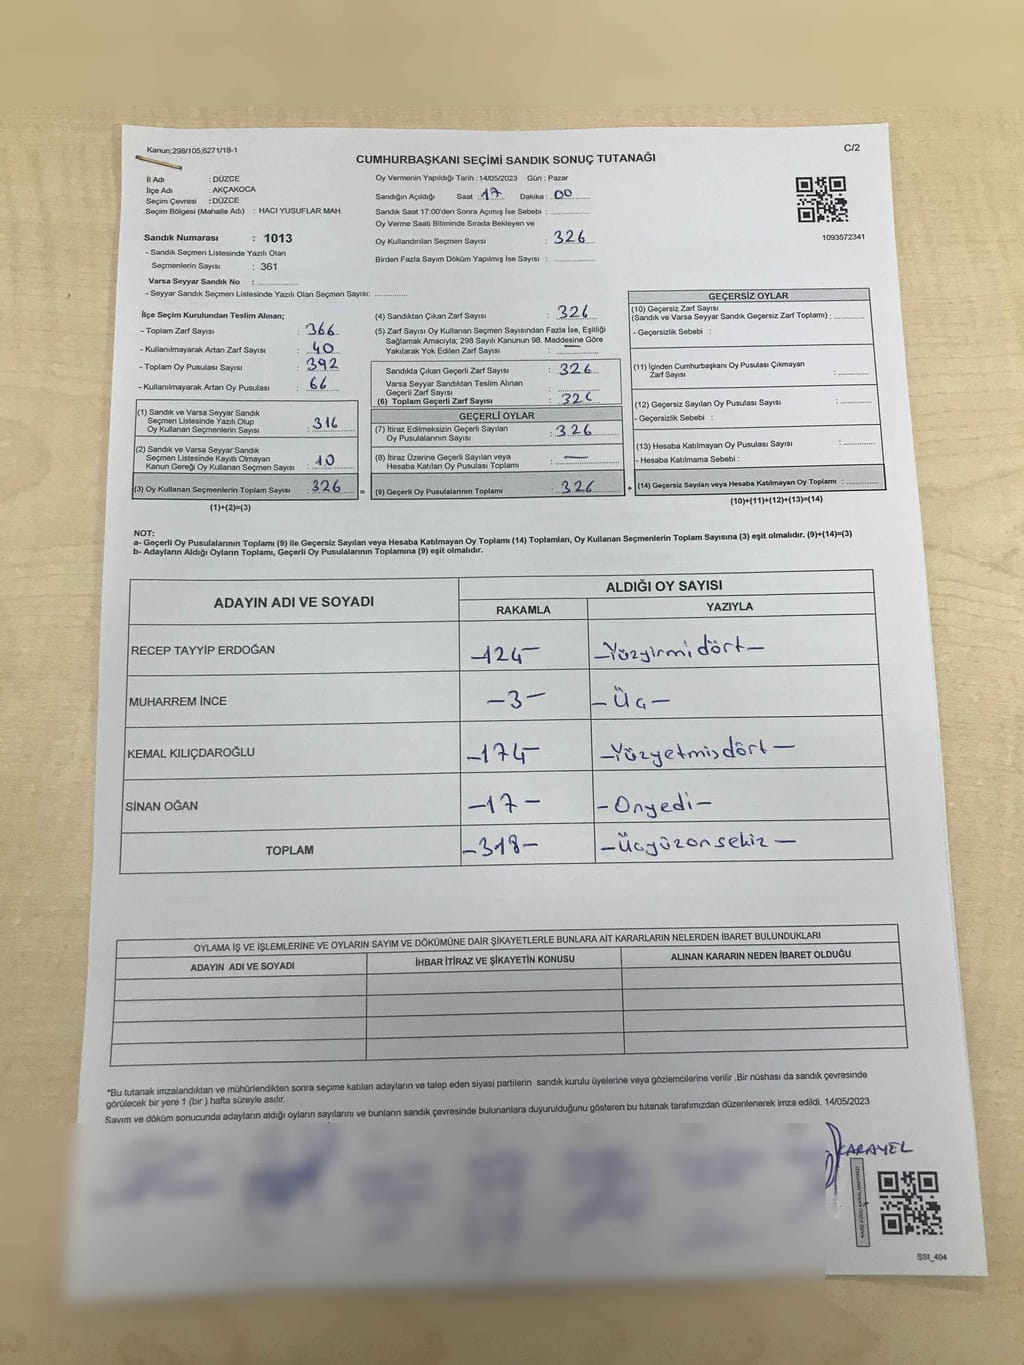 Kanun;298/105;6271/18-1
C/2
CUMHURBAŞKANI SEÇİMİ SANDIK SONUÇ TUTANAĞI
İl Adı : DÜZCE
İlçe Adı : AKÇAKOCA
Seçim Çevresi : DÜZCE
Seçim Bölgesi (Mahalle Adı) : HACI YUSUFLAR MAH.
Sandık Numarası : 1013
- Sandık Seçmen Listesinde Yazılı Olan
Seçmenlerin Sayısı : 361
Varsa Seyyar Sandık No :
- Seyyar Sandık Seçmen Listesinde Yazılı Olan Seçmen Sayısı:
Oy Vermenin Yapıldığı Tarih : 14/05/2023 Gün : Pazar
Sandığın Açıldığı Saat 17 Dakika : 00
Sandık Saat 17:00'den Sonra Açımış İse Sebebi :
Oy Verme Saati Bitiminde Sırada Bekleyen ve
Oy Kullandırılan Seçmen Sayısı : 326
Birden Fazla Sayım Döküm Yapılmış İse Sayısı :
1093572341
İlçe Seçim Kurulundan Teslim Alınan;
- Toplam Zarf Sayısı : 366
- Kullanılmayarak Artan Zarf Sayısı : 40
- Toplam Oy Pusulası Sayısı : 392
- Kullanılmayarak Artan Oy Pusulası : 66
(1) Sandık ve Varsa Seyyar Sandık
Seçmen Listesinde Yazılı Olup
Oy Kullanan Seçmenlerin Sayısı : 316
(2) Sandık ve Varsa Seyyar Sandık
Seçmen Listesinde Kayıtlı Olmayan
Kanun Gereği Oy Kullanan Seçmen Sayısı : 10
(3) Oy Kullanan Seçmenlerin Toplam Sayısı : 326
=
(1)+(2)=(3)
(4) Sandıktan Çıkan Zarf Sayısı : 326
(5) Zarf Sayısı Oy Kullanan Seçmen Sayısından Fazla İse, Eşitliği
Sağlamak Amacıyla; 298 Sayılı Kanunun 98. Maddesine Göre
Yakılarak Yok Edilen Zarf Sayısı :
Sandıkta Çıkan Geçerli Zarf Sayısı : 326
Varsa Seyyar Sandıktan Teslim Alınan
Geçerli Zarf Sayısı :
(6) Toplam Geçerli Zarf Sayısı : 326
GEÇERLİ OYLAR
(7) İtiraz Edilmeksizin Geçerli Sayılan
Oy Pusulalarının Sayısı : 326
(8) İtiraz Üzerine Geçerli Sayılan veya
Hesaba Katılan Oy Pusulası Toplamı : —
(9) Geçerli Oy Pusulalarının Toplamı : 326
+
GEÇERSİZ OYLAR
(10) Geçersiz Zarf Sayısı
(Sandık ve Varsa Seyyar Sandık Geçersiz Zarf Toplamı) :
- Geçersizlik Sebebi :
(11) İçinden Cumhurbaşkanı Oy Pusulası Çıkmayan
Zarf Sayısı :
(12) Geçersiz Sayılan Oy Pusulası Sayısı :
- Geçersizlik Sebebi :
(13) Hesaba Katılmayan Oy Pusulası Sayısı :
- Hesaba Katılmama Sebebi :
(14) Geçersiz Sayılan veya Hesaba Katılmayan Oy Toplamı :
(10)+(11)+(12)+(13)=(14)
NOT:
a- Geçerli Oy Pusulalarının Toplamı (9) ile Geçersiz Sayılan veya Hesaba Katılmayan Oy Toplamı (14) Toplamları, Oy Kullanan Seçmenlerin Toplam Sayısına (3) eşit olmalıdır. (9)+(14)=(3)
b- Adayların Aldığı Oyların Toplamı, Geçerli Oy Pusulalarının Toplamına (9) eşit olmalıdır.
ADAYIN ADI VE SOYADI
ALDIĞI OY SAYISI
RAKAMLA YAZIYLA
RECEP TAYYİP ERDOĞAN -124- -Yüzyirmidört-
MUHARREM İNCE -3- -Üç-
KEMAL KILIÇDAROĞLU -174- -Yüzyetmişdört-
SİNAN OĞAN -17- -Onyedi-
TOPLAM -318- -Üçyüzonsekiz-
OYLAMA İŞ VE İŞLEMLERİNE VE OYLARIN SAYIM VE DÖKÜMÜNE DAİR ŞİKAYETLERLE BUNLARA AİT KARARLARIN NELERDEN İBARET BULUNDUKLARI
ADAYIN ADI VE SOYADI İHBAR İTİRAZ VE ŞİKAYETİN KONUSU ALINAN KARARIN NEDEN İBARET OLDUĞU
*Bu tutanak imzalandıktan ve mühürlendikten sonra seçime katılan adayların ve talep eden siyasi partilerin sandık kurulu üyelerine veya gözlemcilerine verilir .Bir nüshası da sandık çevresinde
görülecek bir yere 1 (bir ) hafta süreyle asılır.
Sayım ve döküm sonucunda adayların aldığı oyların sayılarını ve bunların sandık çevresinde bulunanlara duyurulduğunu gösteren bu tutanak tarafımızdan düzenlenerek imza edildi. 14/05/2023
KARAYEL
SSI_404